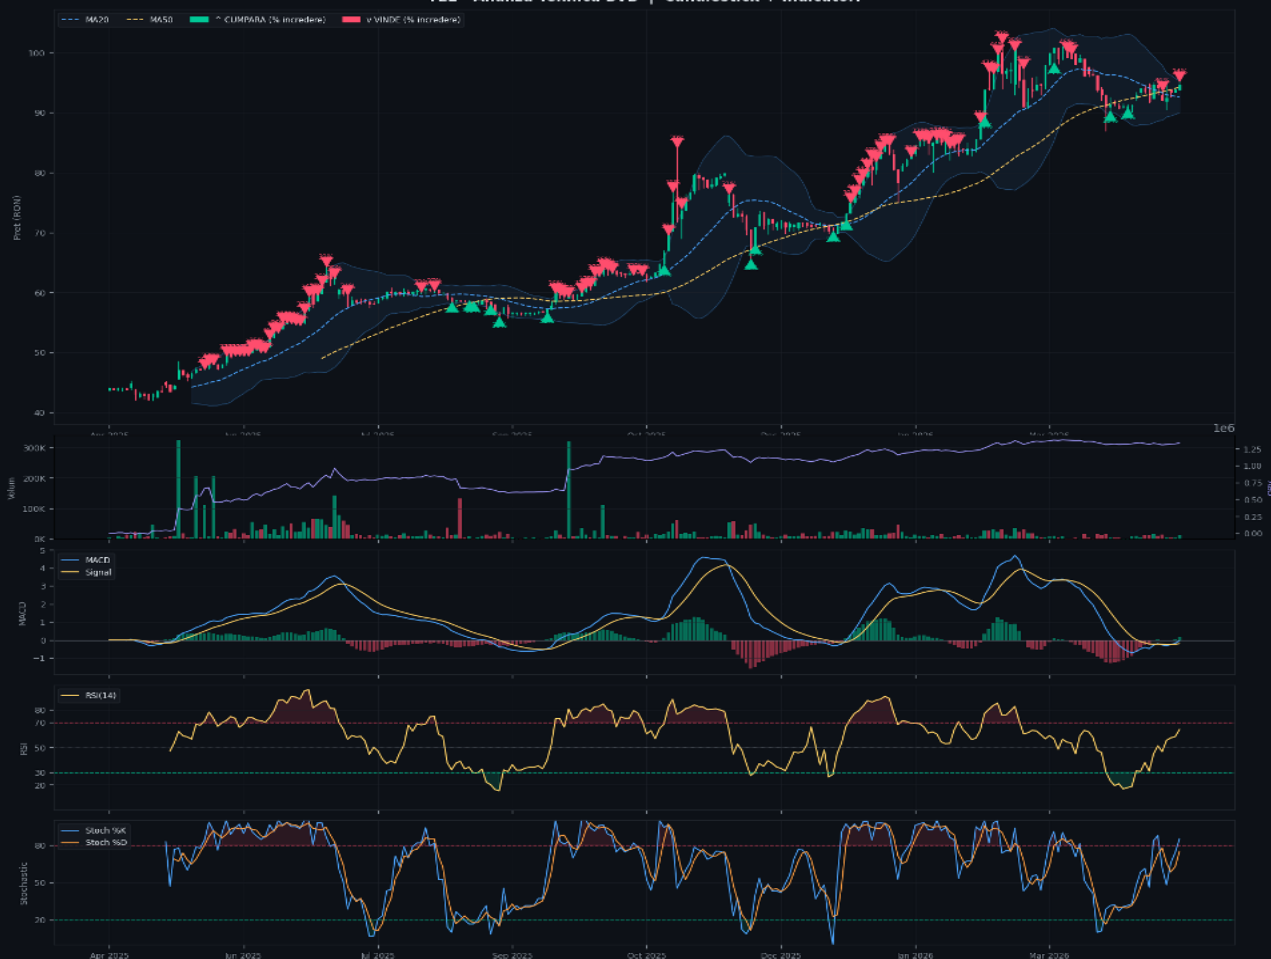 MA20 MA50 ^ CUMPARA (% incredere) v VINDE (% incredere)
100
90
80
70
60
50
40
Pret (RON)
1e6
300K
200K
100K
0K
Volum
1.25
1.00
0.75
0.50
0.25
0.00
MACD
Signal
5
4
3
2
1
0
−1
MACD
RSI(14)
80
70
50
30
20
RSI
Stoch %K
Stoch %D
80
50
20
Stochastic
Apr 2025 Jun 2025 Jul 2025 Sep 2025 Oct 2025 Dec 2025 Jan 2026 Mar 2026